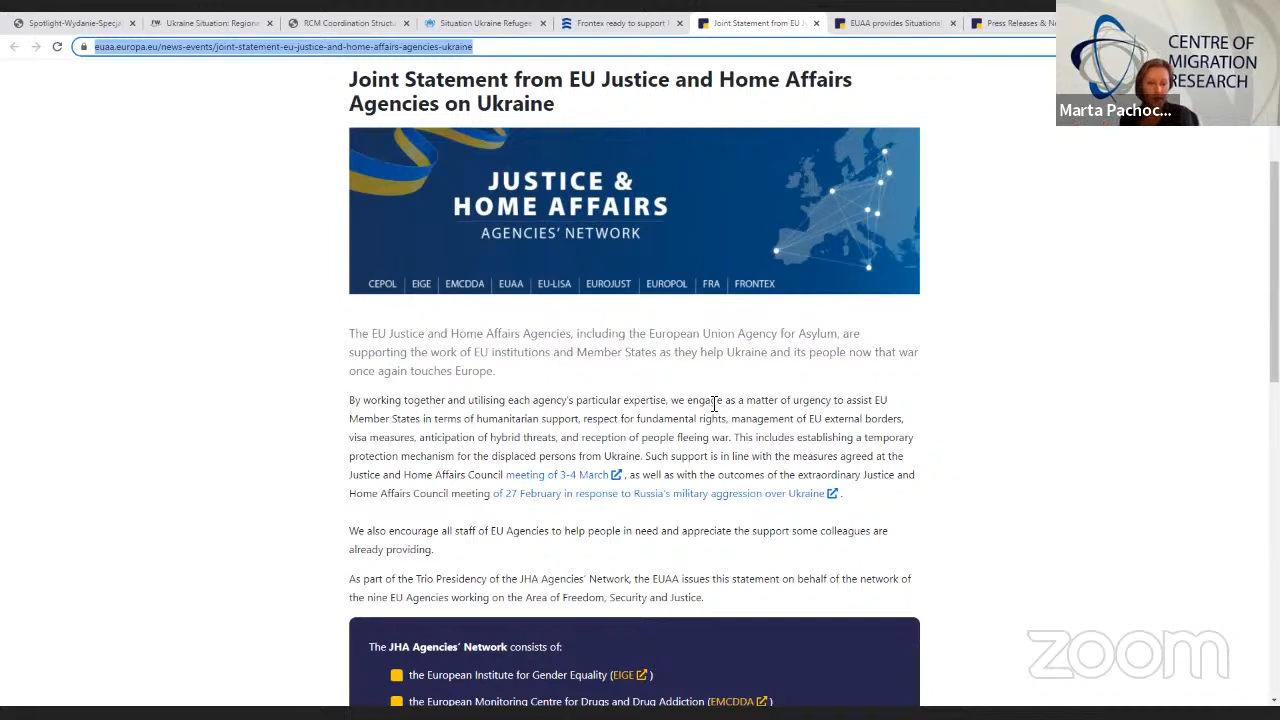 Spotlight-Wydanie-Specja
Ukraine Situation: Region
RCM Coordination Structu
Situation Ukraine Refugee
Frontex ready to support
Joint Statement from EU J
EUAA provides Situational
Press Releases & Ne
euaa.europa.eu/news-events/joint-statement-eu-justice-and-home-affairs-agencies-ukraine
CENTRE OF
MIGRATION
RESEARCH
Marta Pachoc...
Joint Statement from EU Justice and Home Affairs
Agencies on Ukraine
JUSTICE &
HOME AFFAIRS
AGENCIES' NETWORK
CEPOL | EIGE | EMCDDA | EUAA | EU-LISA | EUROJUST | EUROPOL | FRA | FRONTEX
The EU Justice and Home Affairs Agencies, including the European Union Agency for Asylum, are
supporting the work of EU institutions and Member States as they help Ukraine and its people now that war
once again touches Europe.
By working together and utilising each agency's particular expertise, we engage as a matter of urgency to assist EU
Member States in terms of humanitarian support, respect for fundamental rights, management of EU external borders,
visa measures, anticipation of hybrid threats, and reception of people fleeing war. This includes establishing a temporary
protection mechanism for the displaced persons from Ukraine. Such support is in line with the measures agreed at the
Justice and Home Affairs Council meeting of 3-4 March , as well as with the outcomes of the extraordinary Justice and
Home Affairs Council meeting of 27 February in response to Russia's military aggression over Ukraine .
We also encourage all staff of EU Agencies to help people in need and appreciate the support some colleagues are
already providing.
As part of the Trio Presidency of the JHA Agencies' Network, the EUAA issues this statement on behalf of the network of
the nine EU Agencies working on the Area of Freedom, Security and Justice.
The JHA Agencies' Network consists of:
the European Institute for Gender Equality (EIGE )
the European Monitoring Centre for Drugs and Drug Addiction (EMCDDA )
zoom